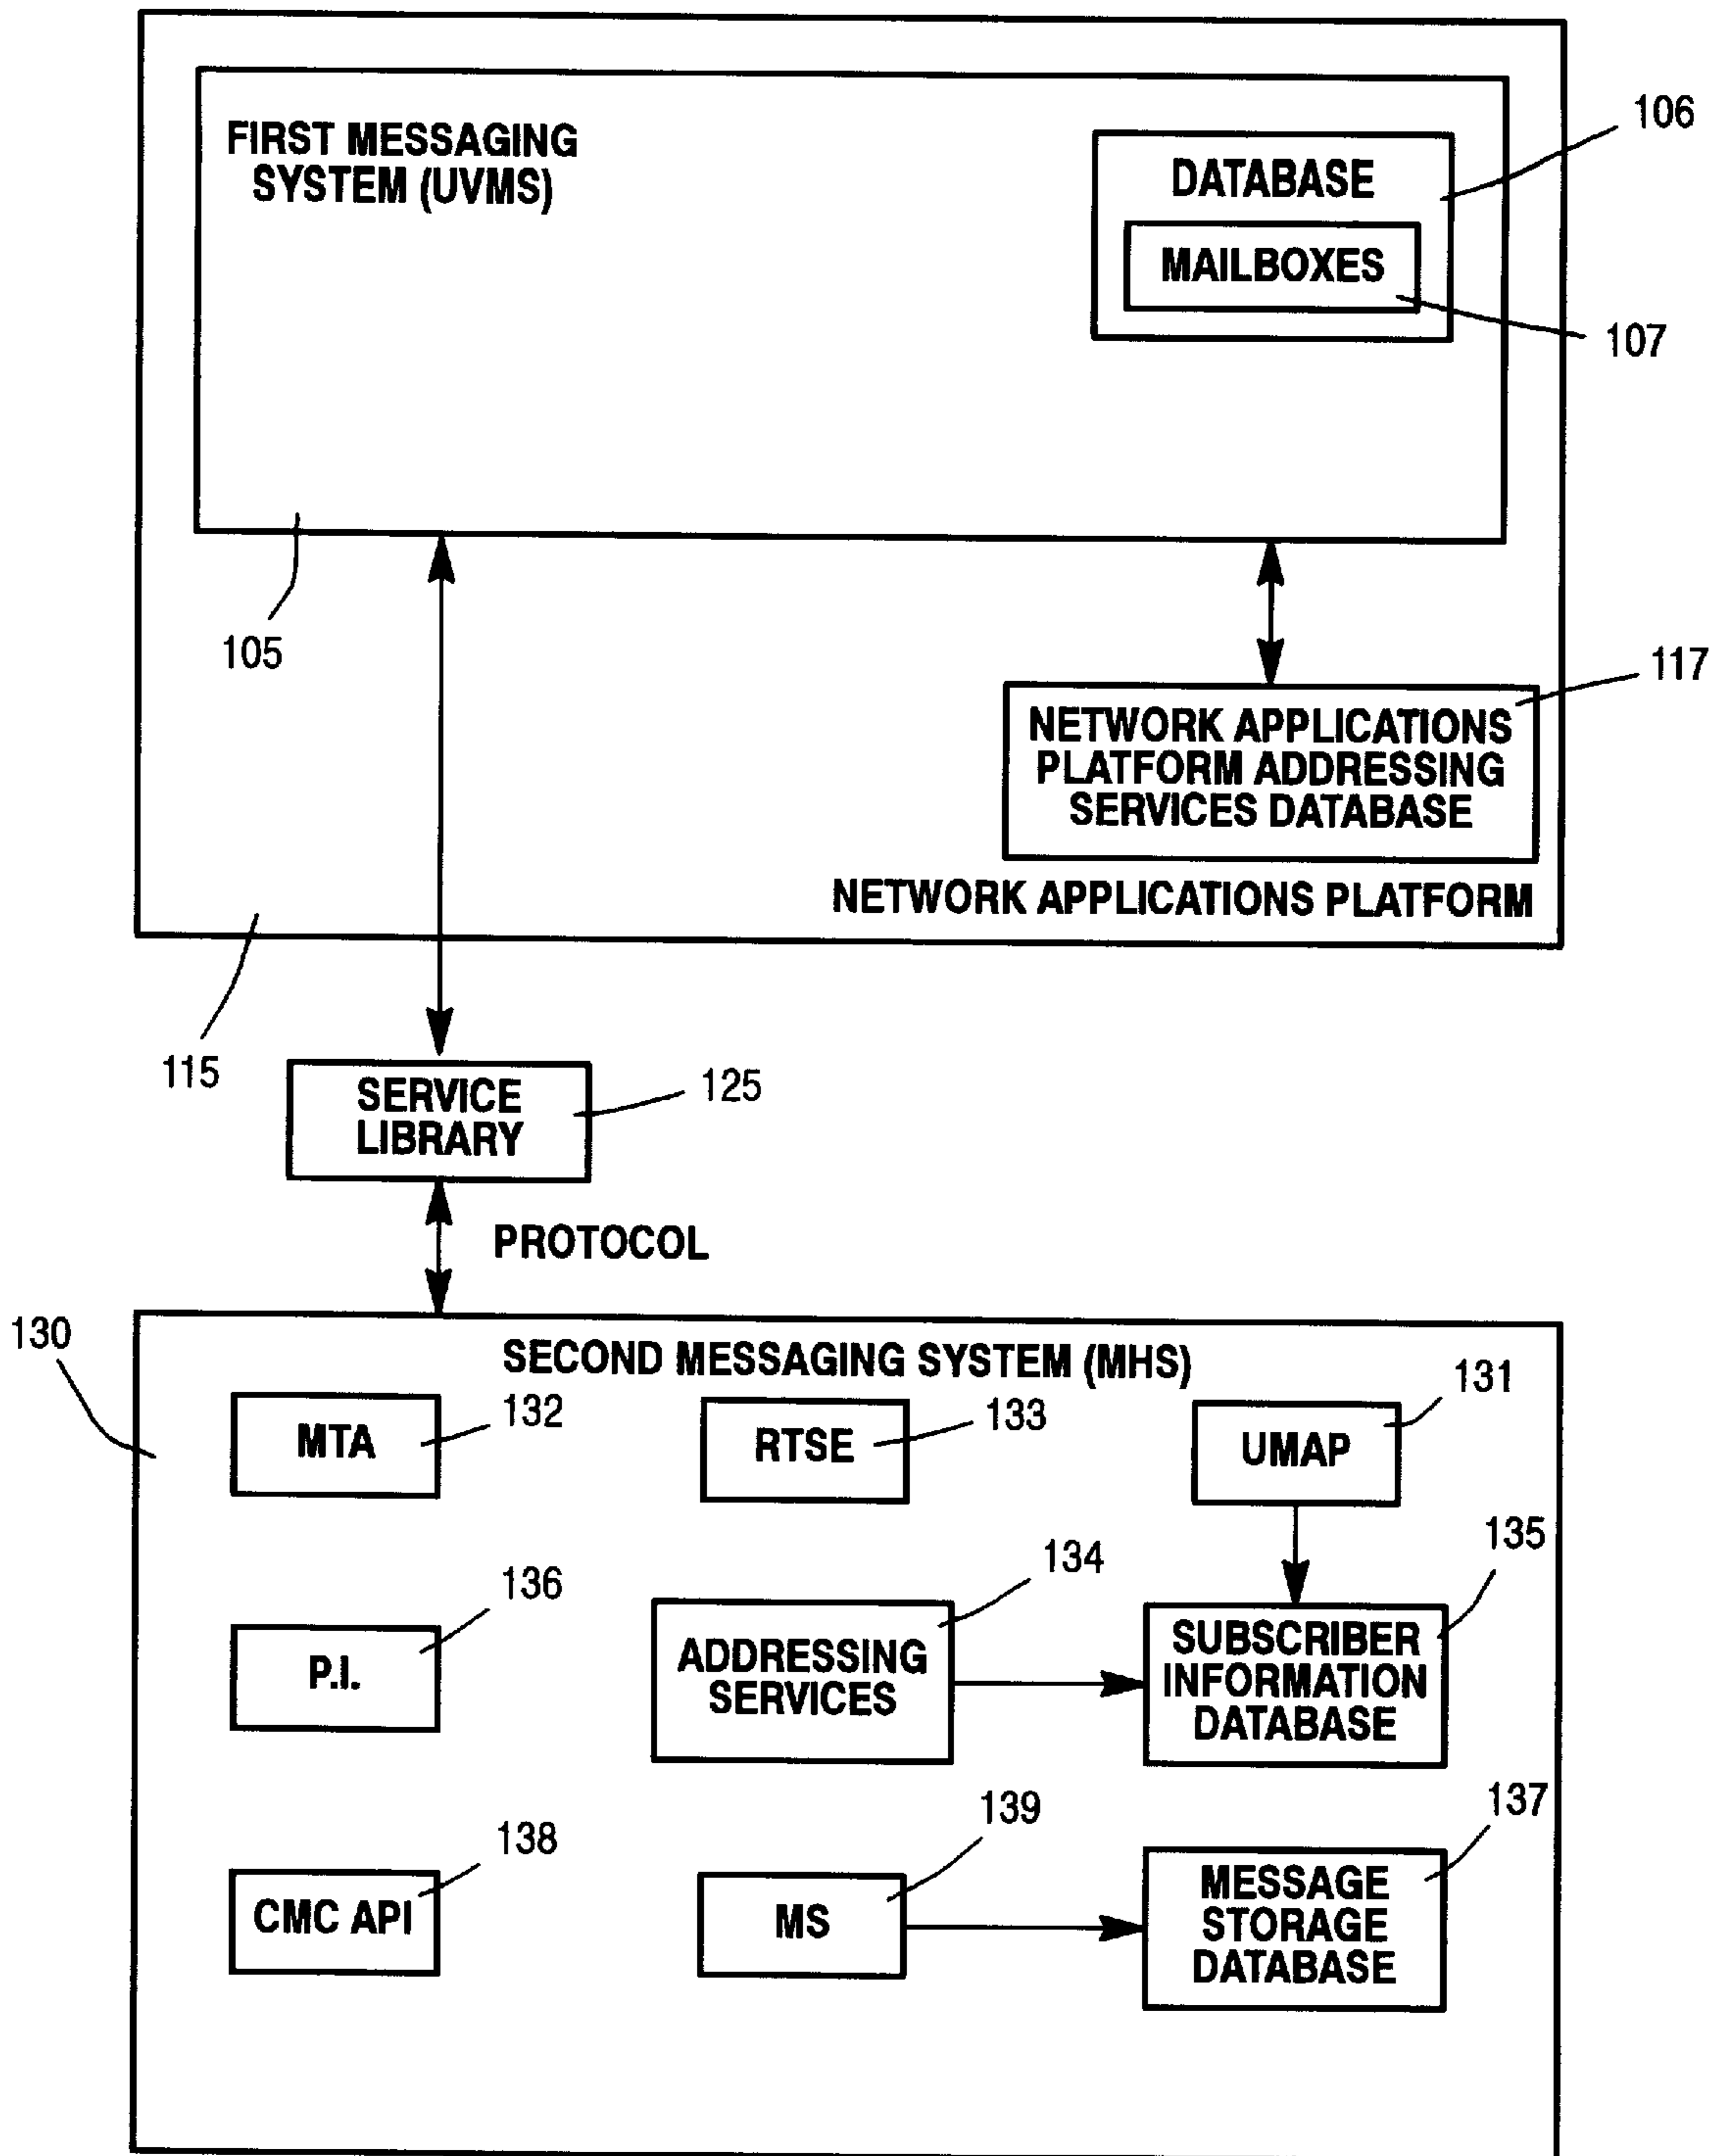 106
FIRST MESSAGING
SYSTEM (UVMS)
DATABASE
MAILBOXES
107
105
117
NETWORK APPLICATIONS
PLATFORM ADDRESSING
SERVICES DATABASE
NETWORK APPLICATIONS PLATFORM
115
SERVICE
LIBRARY
125
PROTOCOL
130
SECOND MESSAGING SYSTEM (MHS)
MTA
132
RTSE
133
UMAP
131
P.I.
136
ADDRESSING
SERVICES
134
SUBSCRIBER
INFORMATION
DATABASE
135
CMC API
138
MS
139
MESSAGE
STORAGE
DATABASE
137